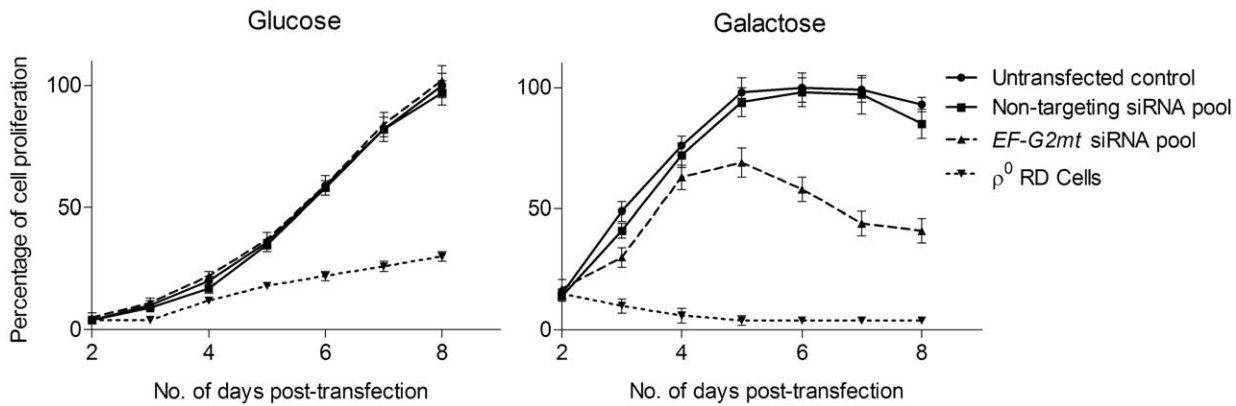 Glucose
Galactose
Percentage of cell proliferation
100
50
0
2 4 6 8
No. of days post-transfection
100
50
0
2 4 6 8
No. of days post-transfection
Untransfected control
Non-targeting siRNA pool
EF-G2mt siRNA pool
ρ⁰ RD Cells